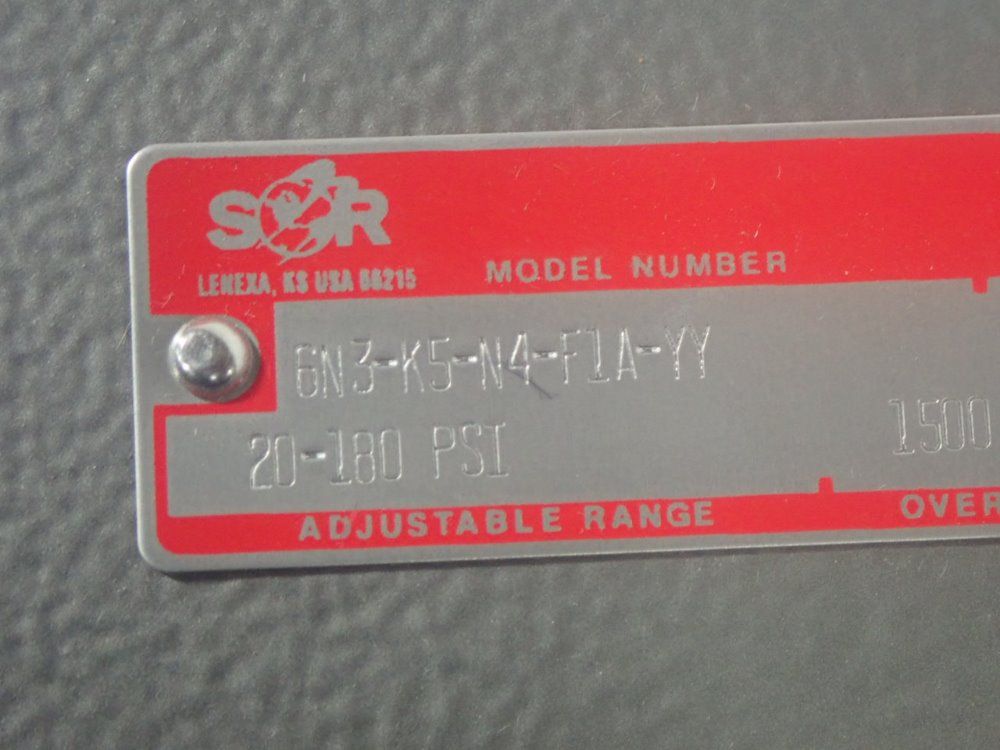 SOR
LENEXA, KS USA 66215
MODEL NUMBER
6N3-K5-N4-F1A-YY
20-180 PSI
1500
ADJUSTABLE RANGE
OVER